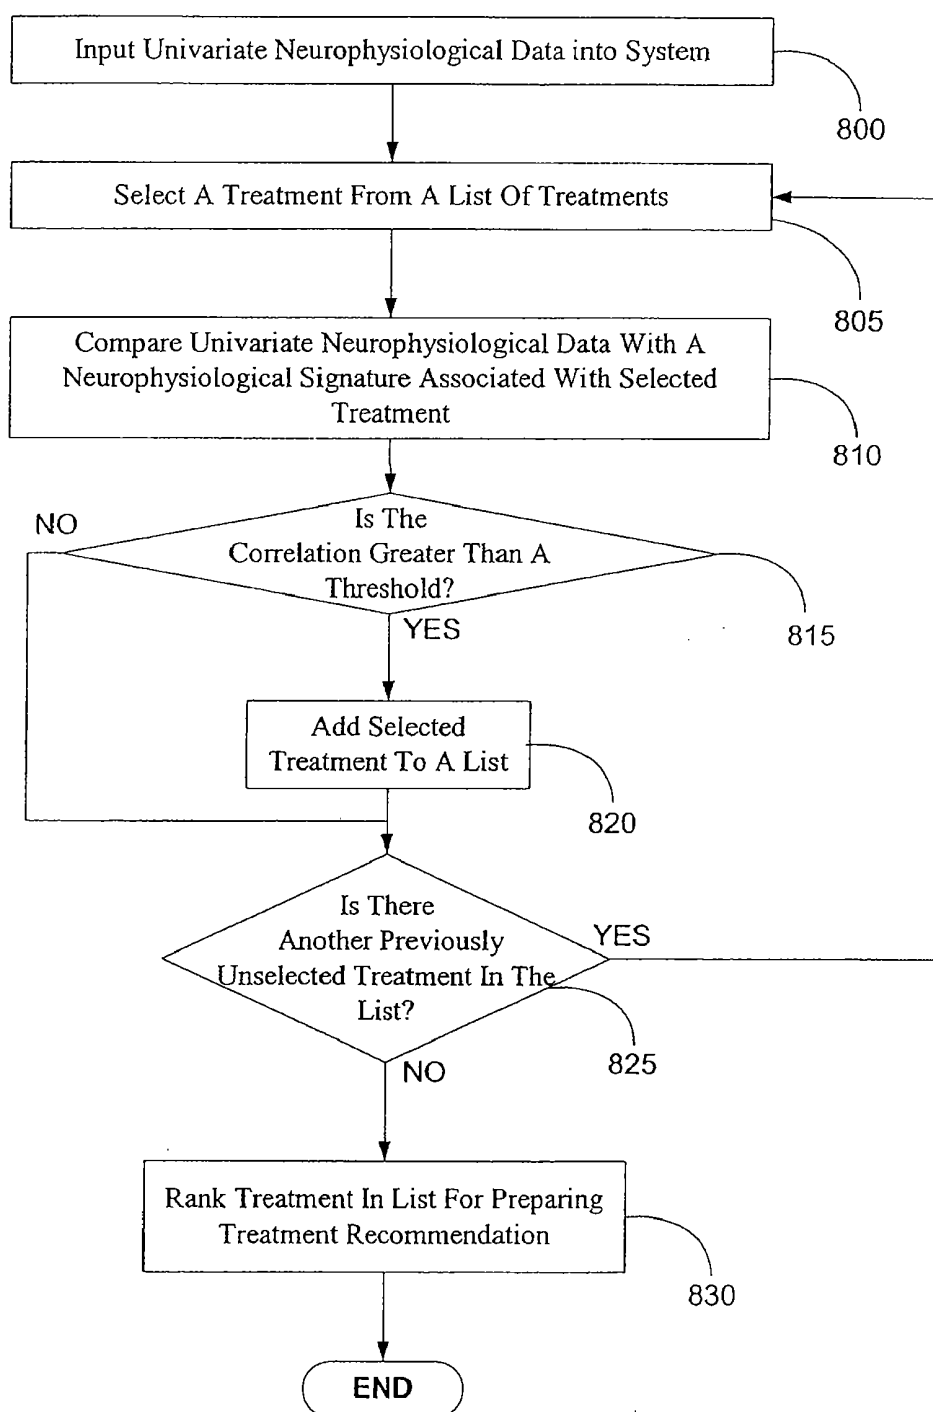 Input Univariate Neurophysiological Data into System
800
Select A Treatment From A List Of Treatments
805
Compare Univariate Neurophysiological Data With A
Neurophysiological Signature Associated With Selected
Treatment
810
NO
Is The
Correlation Greater Than A
Threshold?
815
YES
Add Selected
Treatment To A List
820
Is There
Another Previously
Unselected Treatment In The
List?
YES
825
NO
Rank Treatment In List For Preparing
Treatment Recommendation
830
END